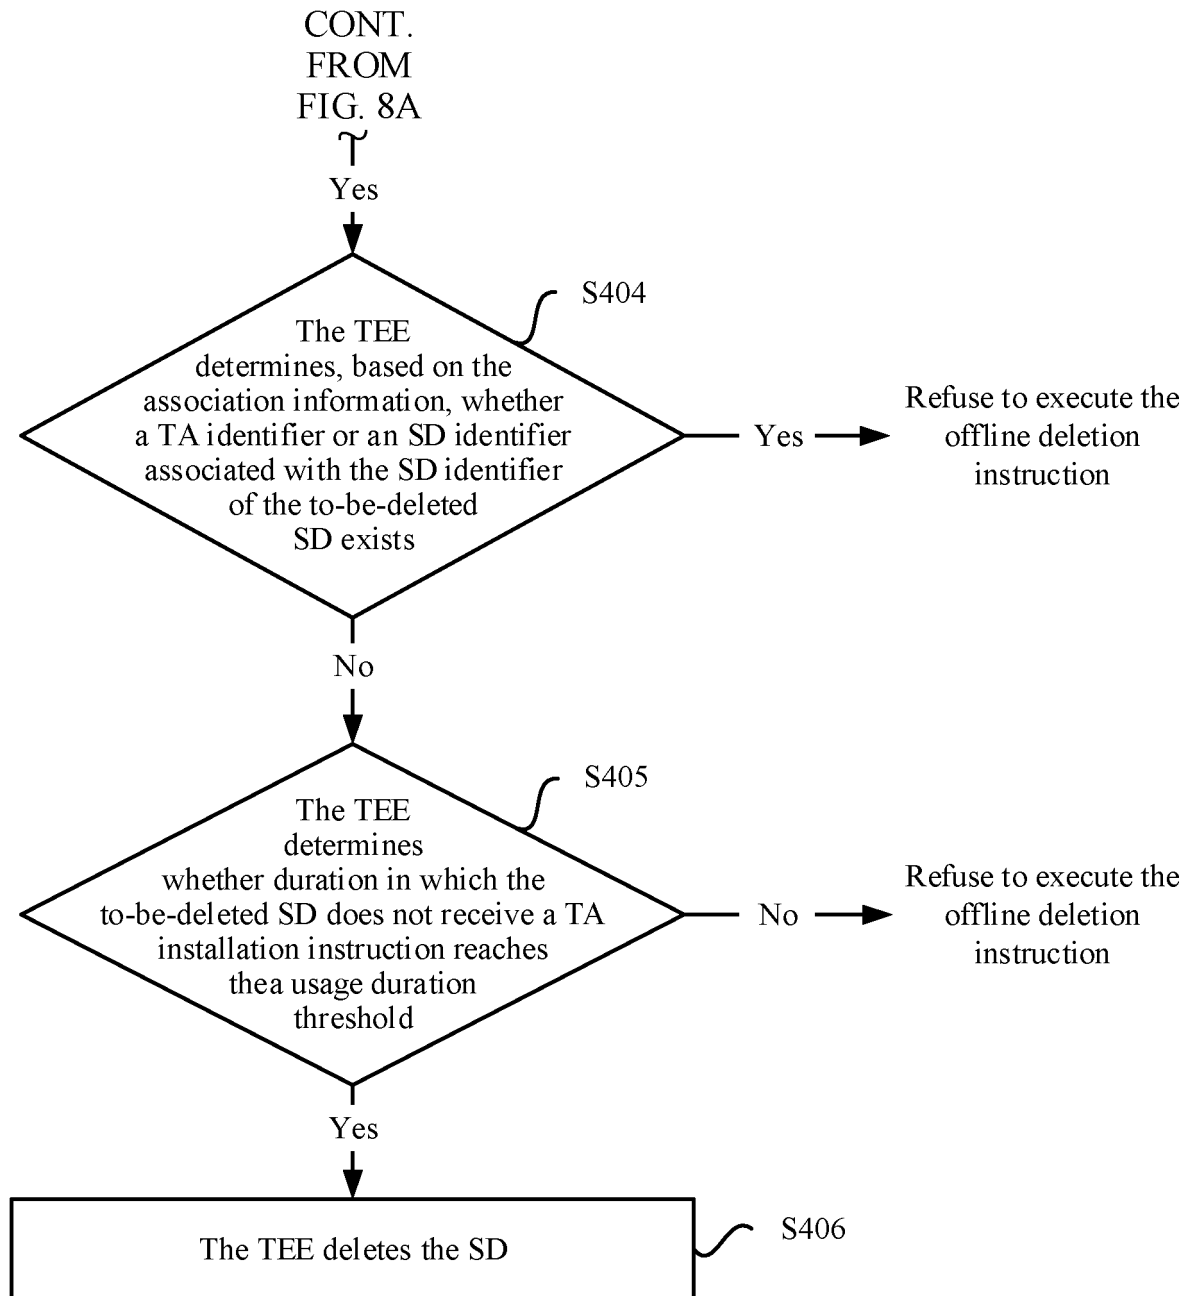 CONT.
FROM
FIG. 8A
Yes
S404
The TEE
determines, based on the
association information, whether
a TA identifier or an SD identifier
associated with the SD identifier
of the to-be-deleted
SD exists
Yes
Refuse to execute the
offline deletion
instruction
No
S405
The TEE
determines
whether duration in which the
to-be-deleted SD does not receive a TA
installation instruction reaches
thea usage duration
threshold
No
Refuse to execute the
offline deletion
instruction
Yes
The TEE deletes the SD
S406